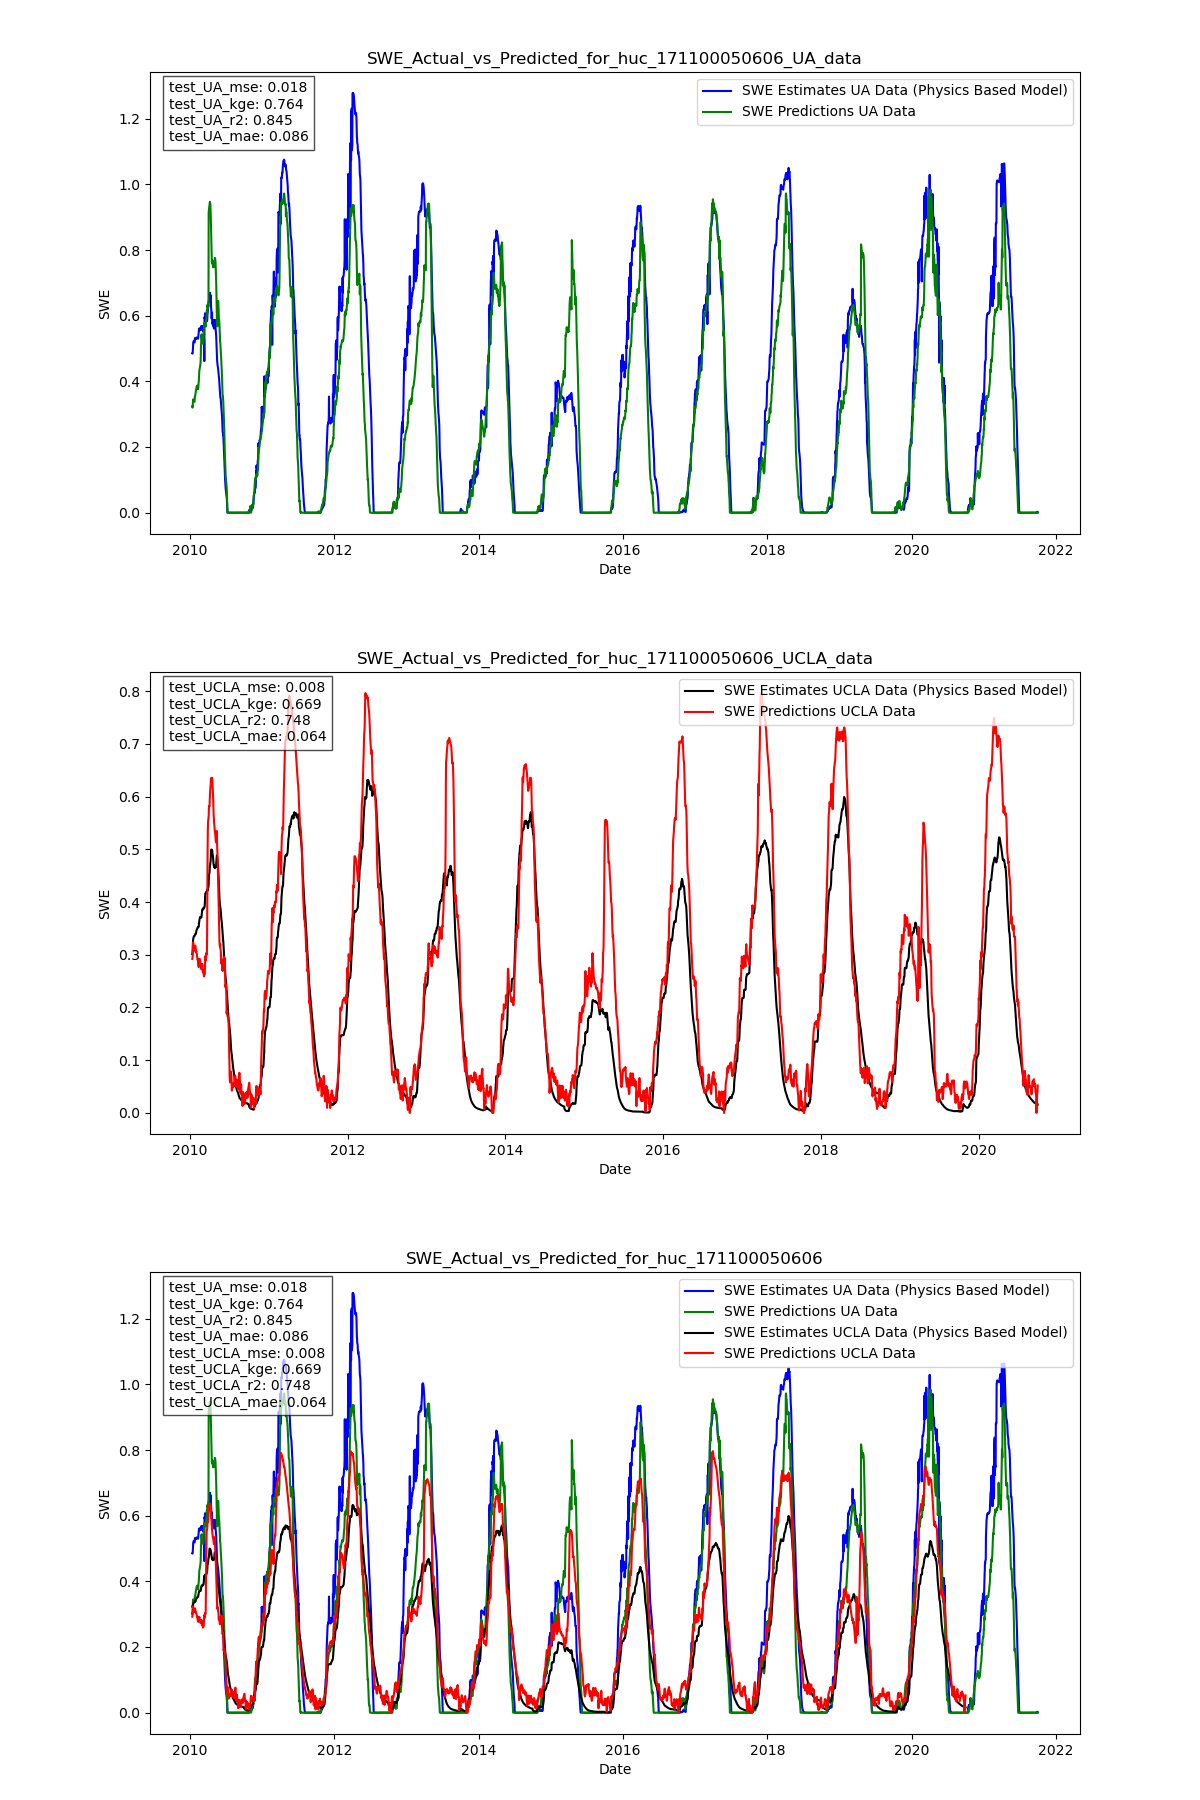 SWE_Actual_vs_Predicted_for_huc_171100050606_UA_data
test_UA_mse: 0.018
test_UA_kge: 0.764
test_UA_r2: 0.845
test_UA_mae: 0.086
SWE Estimates UA Data (Physics Based Model)
SWE Predictions UA Data
1.2
1.0
0.8
0.6
0.4
0.2
0.0
SWE
2010 2012 2014 2016 2018 2020 2022
Date
SWE_Actual_vs_Predicted_for_huc_171100050606_UCLA_data
test_UCLA_mse: 0.008
test_UCLA_kge: 0.669
test_UCLA_r2: 0.748
test_UCLA_mae: 0.064
SWE Estimates UCLA Data (Physics Based Model)
SWE Predictions UCLA Data
0.8
0.7
0.6
0.5
0.4
0.3
0.2
0.1
0.0
SWE
2010 2012 2014 2016 2018 2020
Date
SWE_Actual_vs_Predicted_for_huc_171100050606
test_UA_mse: 0.018
test_UA_kge: 0.764
test_UA_r2: 0.845
test_UA_mae: 0.086
test_UCLA_mse: 0.008
test_UCLA_kge: 0.669
test_UCLA_r2: 0.748
test_UCLA_mae: 0.064
SWE Estimates UA Data (Physics Based Model)
SWE Predictions UA Data
SWE Estimates UCLA Data (Physics Based Model)
SWE Predictions UCLA Data
1.2
1.0
0.8
0.6
0.4
0.2
0.0
SWE
2010 2012 2014 2016 2018 2020 2022
Date